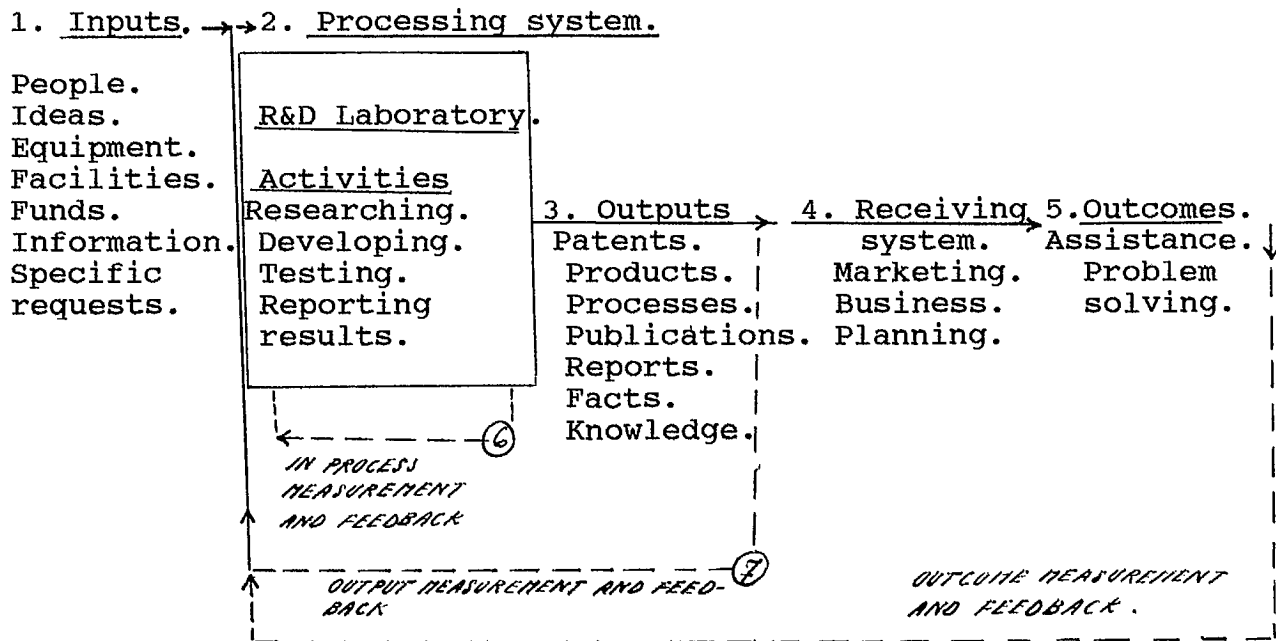 1. Inputs. 2. Processing system.
People.
Ideas.
Equipment.
Facilities.
Funds.
Information.
Specific
requests.
R&D Laboratory.
Activities
Researching.
Developing.
Testing.
Reporting
results.
3. Outputs
Patents.
Products.
Processes.
Publications.
Reports.
Facts.
Knowledge.
4. Receiving
system.
Marketing.
Business.
Planning.
5.Outcomes.
Assistance.
Problem
solving.
6
IN PROCESS
MEASUREMENT
AND FEEDBACK
7
OUTPUT MEASUREMENT AND FEED-
BACK
OUTCOME MEASUREMENT
AND FEEDBACK.